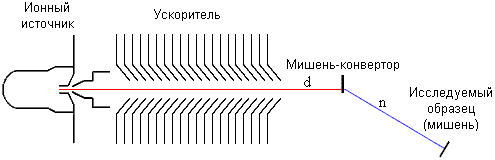 Ионный
источник
Ускоритель
Мишень-конвертор
d
n
Исследуемый
образец
(мишень)